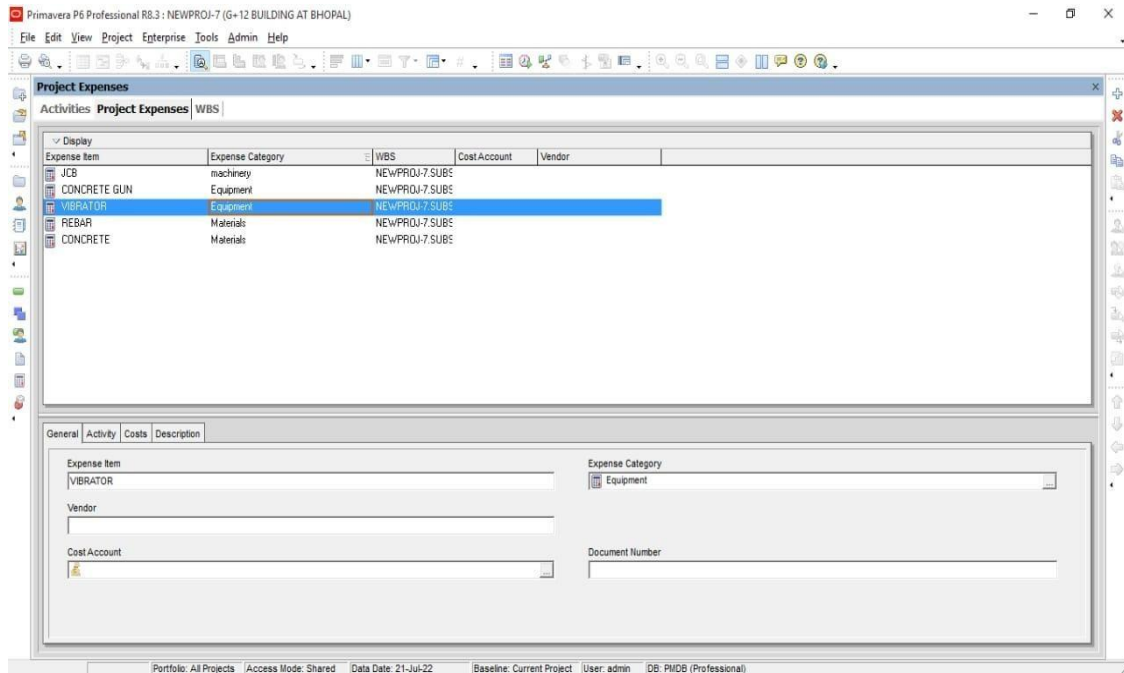 Primavera P6 Professional R8.3 : NEWPROJ-7 (G+12 BUILDING AT BHOPAL)
File Edit View Project Enterprise Tools Admin Help
Project Expenses
Activities Project Expenses WBS
Display
Expense Item Expense Category WBS Cost Account Vendor
JCB machinery NEWPROJ-7.SUBS
CONCRETE GUN Equipment NEWPROJ-7.SUBS
VIBRATOR Equipment NEWPROJ-7.SUBS
REBAR Materials NEWPROJ-7.SUBS
CONCRETE Materials NEWPROJ-7.SUBS
General Activity Costs Description
Expense Item Expense Category
VIBRATOR Equipment
Vendor
Cost Account Document Number
Portfolio: All Projects Access Mode: Shared Data Date: 21-Jul-22 Baseline: Current Project User: admin DB: PMDB (Professional)